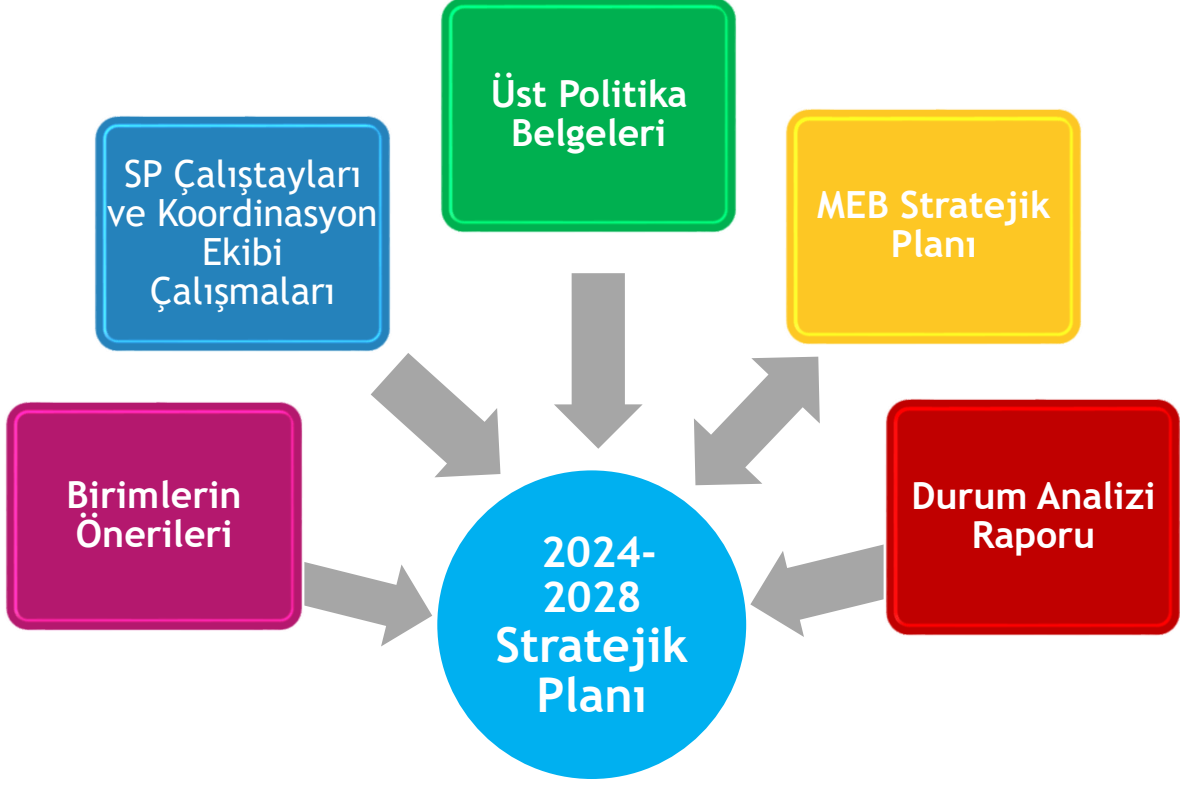 Üst Politika
Belgeleri
SP Çalıştayları
ve Koordinasyon
Ekibi
Çalışmaları
MEB Stratejik
Planı
Birimlerin
Önerileri
Durum Analizi
Raporu
2024-
2028
Stratejik
Planı